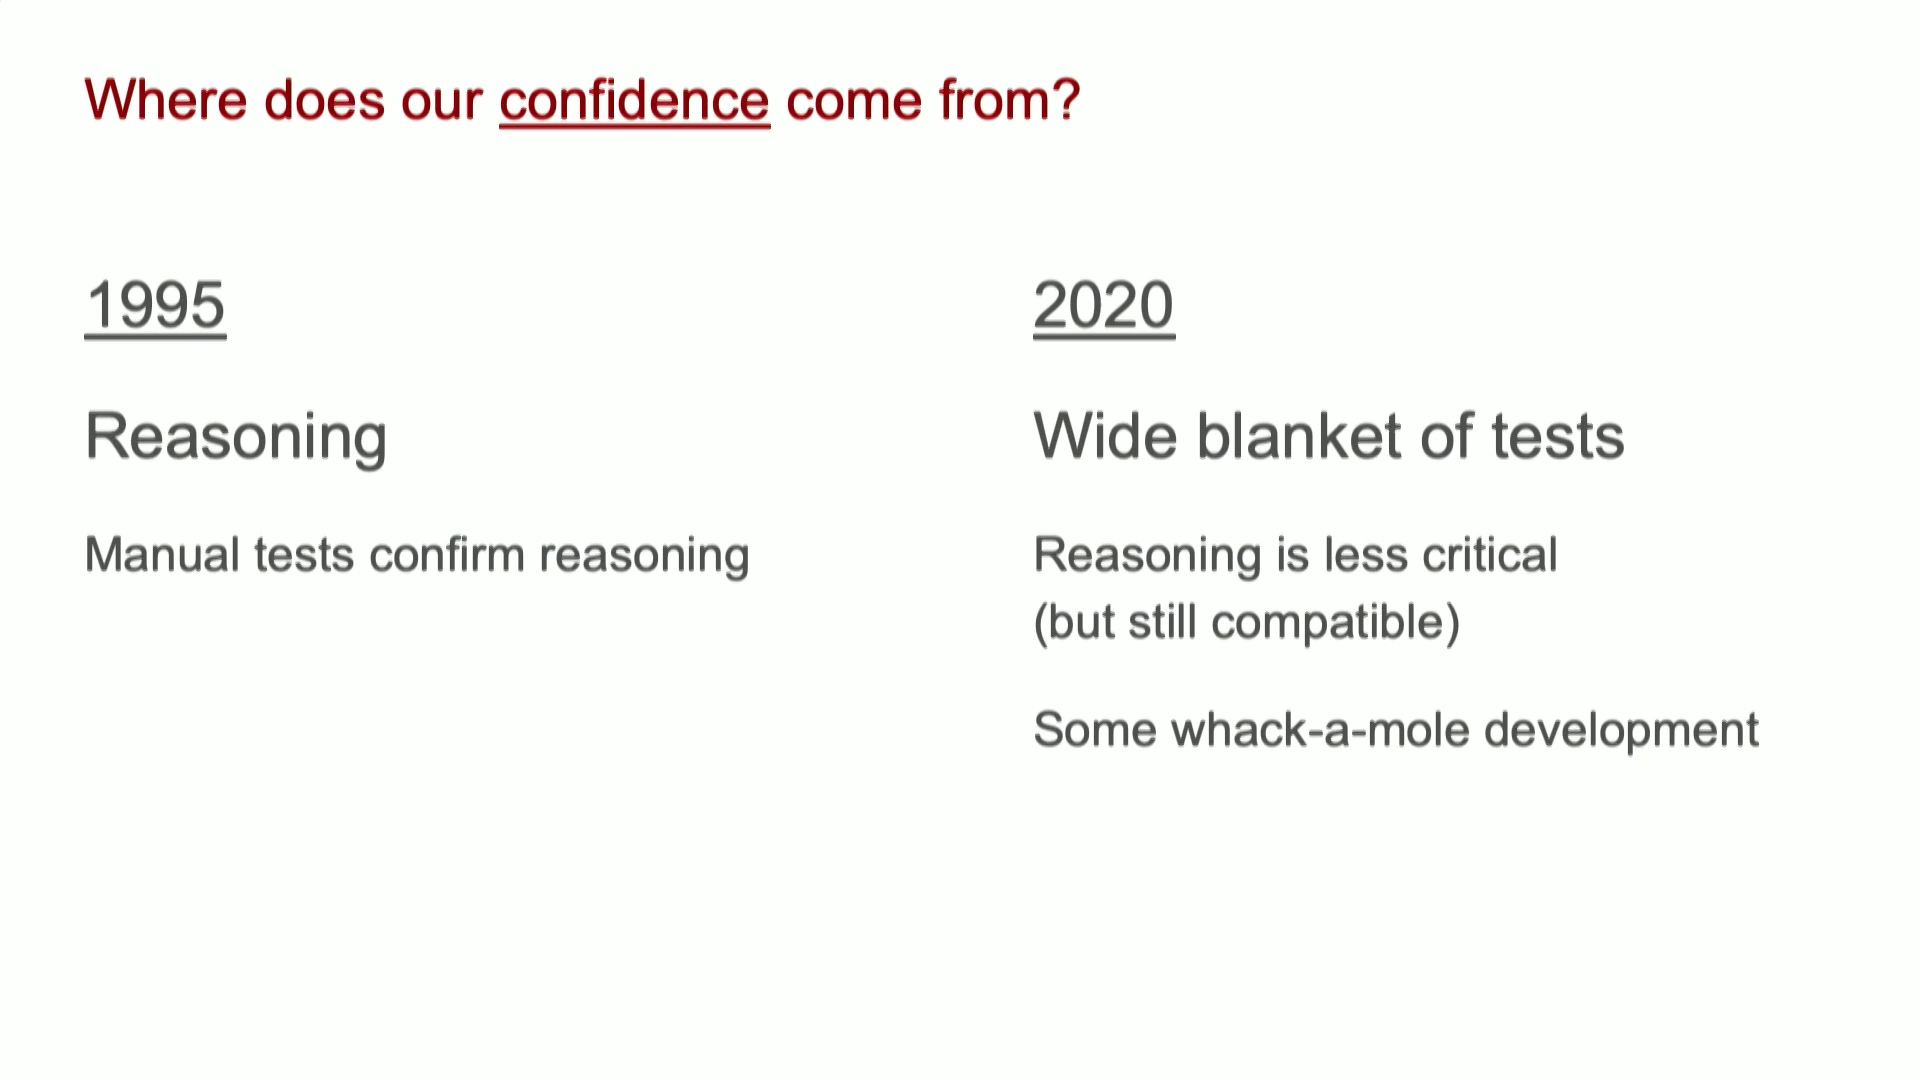 Where does our confidence come from?
1995
Reasoning
Manual tests confirm reasoning
2020
Wide blanket of tests
Reasoning is less critical
(but still compatible)
Some whack-a-mole development